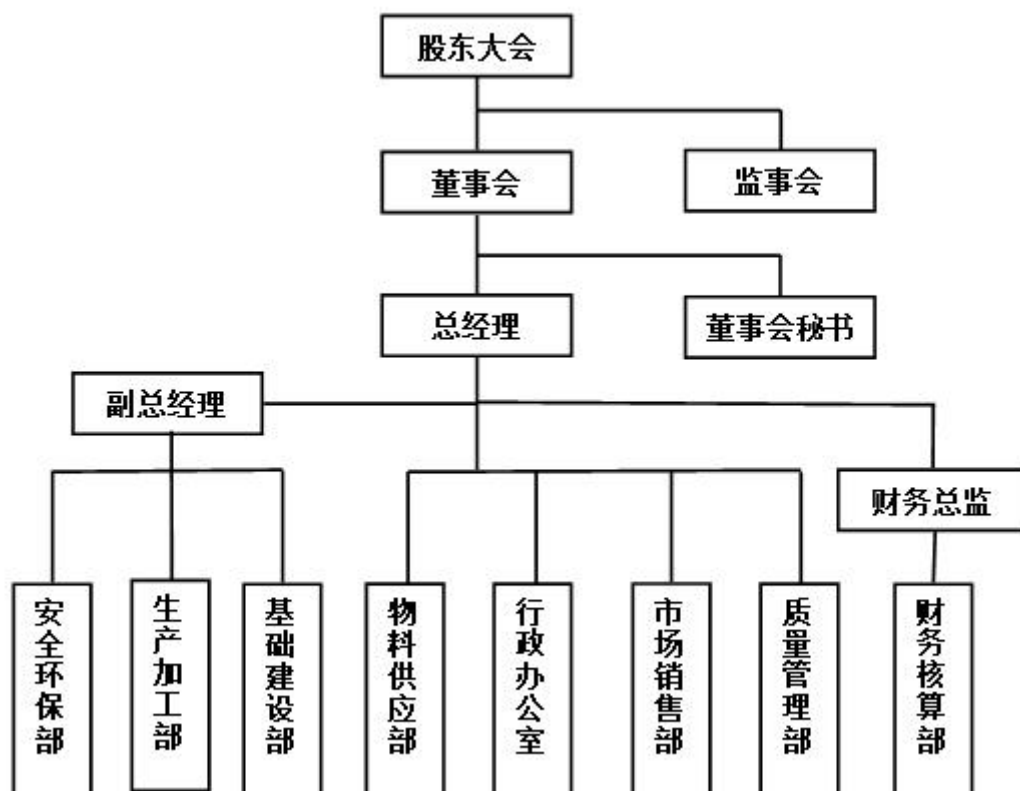 股东大会
董事会
监事会
总经理
董事会秘书
副总经理
财务总监
安全环保部
生产加工部
基础建设部
物料供应部
行政办公室
市场销售部
质量管理部
财务核算部